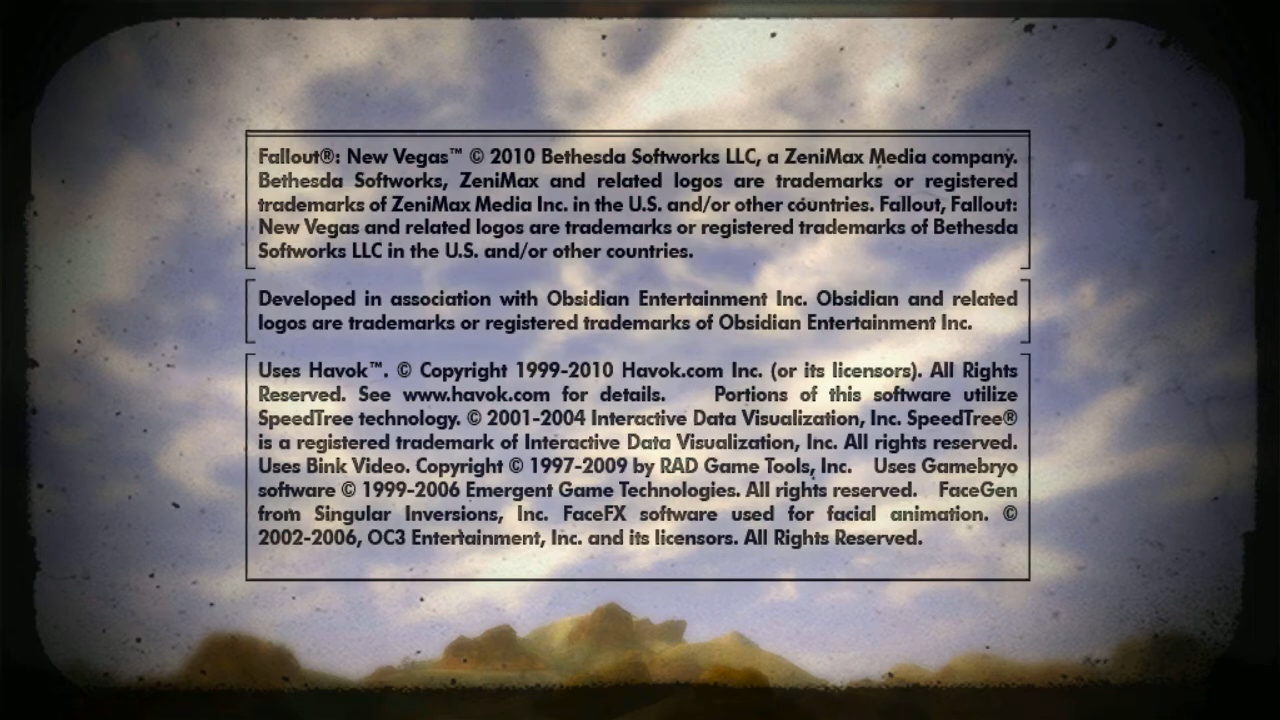 Fallout®: New Vegas™ © 2010 Bethesda Softworks LLC, a ZeniMax Media company.
Bethesda Softworks, ZeniMax and related logos are trademarks or registered
trademarks of ZeniMax Media Inc. in the U.S. and/or other countries. Fallout, Fallout:
New Vegas and related logos are trademarks or registered trademarks of Bethesda
Softworks LLC in the U.S. and/or other countries.
Developed in association with Obsidian Entertainment Inc. Obsidian and related
logos are trademarks or registered trademarks of Obsidian Entertainment Inc.
Uses Havok™. © Copyright 1999-2010 Havok.com Inc. (or its licensors). All Rights
Reserved. See www.havok.com for details. Portions of this software utilize
SpeedTree technology. © 2001-2004 Interactive Data Visualization, Inc. SpeedTree®
is a registered trademark of Interactive Data Visualization, Inc. All rights reserved.
Uses Bink Video. Copyright © 1997-2009 by RAD Game Tools, Inc. Uses Gamebryo
software © 1999-2006 Emergent Game Technologies. All rights reserved. FaceGen
from Singular Inversions, Inc. FaceFX software used for facial animation. ©
2002-2006, OC3 Entertainment, Inc. and its licensors. All Rights Reserved.